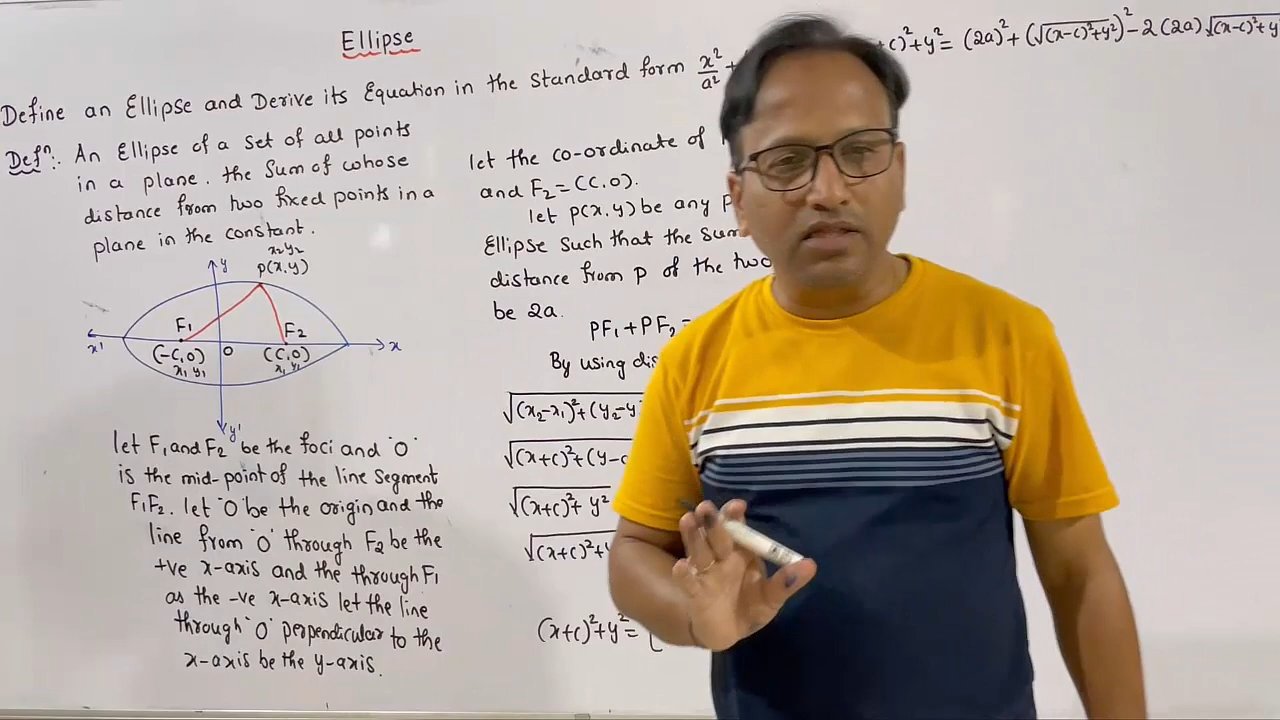 Ellipse
Define an Ellipse and Derive its Equation in the standard form x²/a² +
Defⁿ:. An Ellipse of a set of all points
in a plane. the sum of whose
distance from two fixed points in a
plane in the constant.
y
x₂ y₂
p(x.y)
F₁
F₂
x'
(-c,0)
O
(c,0)
x
x₁ y₁
x₁ y₁
y'
let F₁ and F₂ be the foci and 'O'
is the mid-point of the line segment
F₁F₂. let 'O' be the origin and the
line from 'O' through F₂ be the
+ve x-axis and the through F₁
as the -ve x-axis let the line
through 'O' perpendicular to the
x-axis be the y-axis.
let the co-ordinate of
and F₂=(c,0).
let p(x.y) be any p
Ellipse such that the sum
distance from p of the two
be 2a.
PF₁+PF₂=
By using dis
√(x₂-x₁)²+(y₂-y
√(x+c)²+(y-
√(x+c)²+y²
√(x+c)²+y
(x+c)²+y²= [
+c)²+y²= (2a)²+(√(x-c)²+y²)²-2(2a)√(x-c)²+y